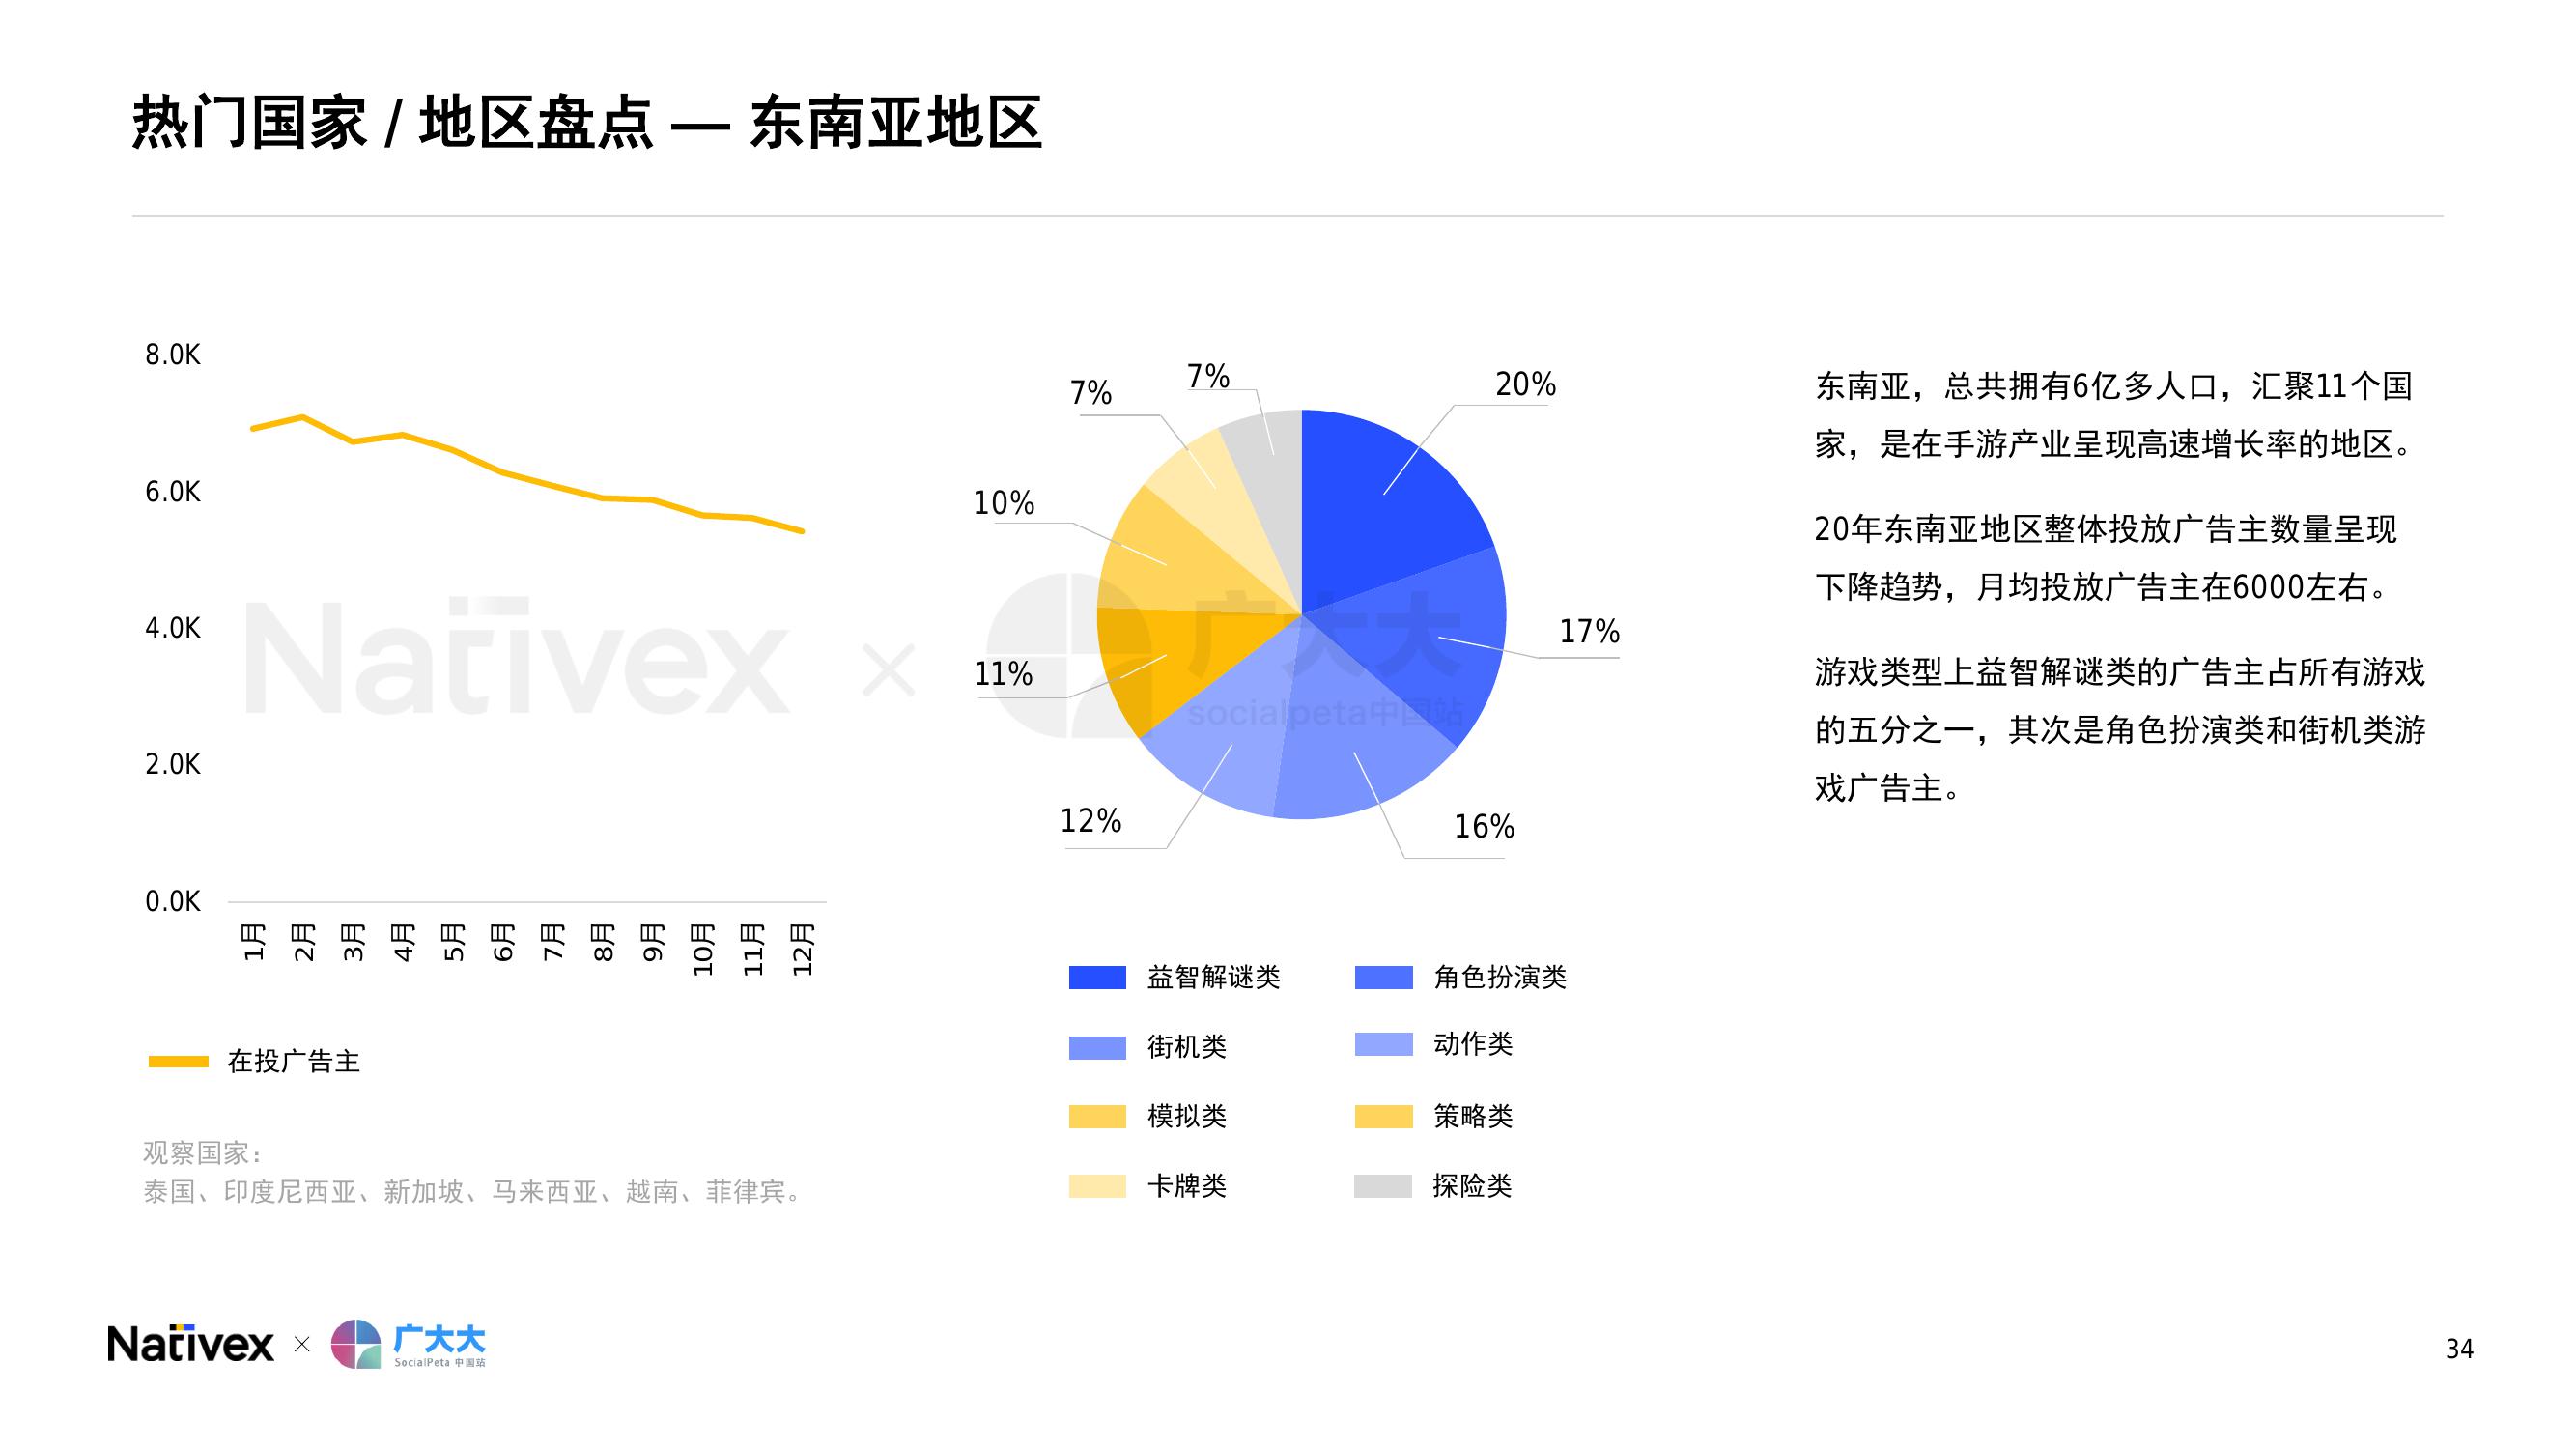 热门国家 / 地区盘点 — 东南亚地区
8.0K
6.0K
4.0K
2.0K
0.0K
1月
2月
3月
4月
5月
6月
7月
8月
9月
10月
11月
12月
在投广告主
观察国家：
泰国、印度尼西亚、新加坡、马来西亚、越南、菲律宾。
20%
17%
16%
12%
11%
10%
7%
7%
益智解谜类
角色扮演类
街机类
动作类
模拟类
策略类
卡牌类
探险类
东南亚，总共拥有6亿多人口，汇聚11个国
家，是在手游产业呈现高速增长率的地区。
20年东南亚地区整体投放广告主数量呈现
下降趋势，月均投放广告主在6000左右。
游戏类型上益智解谜类的广告主占所有游戏
的五分之一，其次是角色扮演类和街机类游
戏广告主。
Nativex × 广大大
socialpeta中国站
Nativex × 广大大
SocialPeta 中国站
34